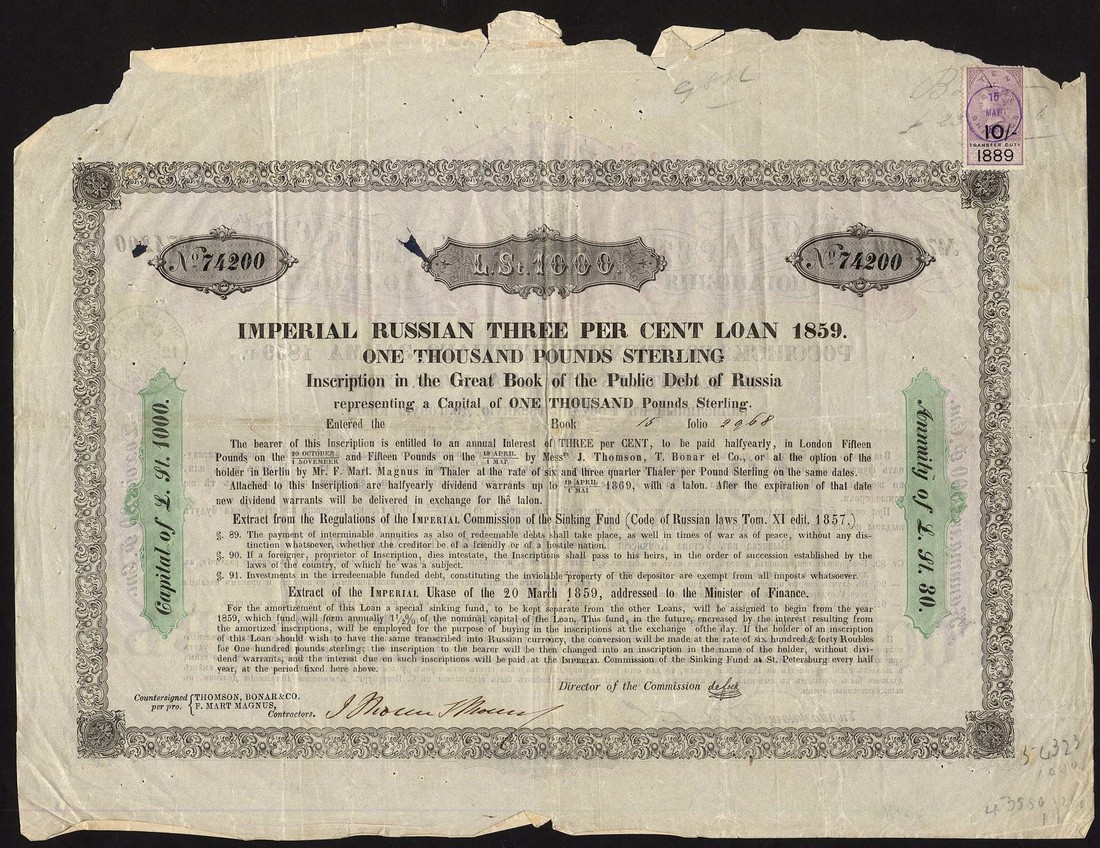 TEN
15
MAY
10/-
TRANSFER DUTY
1889
No 74200
L. St. 1000.
No 74200
IMPERIAL RUSSIAN THREE PER CENT LOAN 1859.
ONE THOUSAND POUNDS STERLING
Inscription in the Great Book of the Public Debt of Russia
representing a Capital of ONE THOUSAND Pounds Sterling.
Entered the Book 15 folio 2968
The bearer of this Inscription is entitled to an annual Interest of THREE per CENT, to be paid halfyearly, in London Fifteen
Pounds on the 20 OCTOBER/1 NOVEMBER and Fifteen Pounds on the 19 APRIL/1 MAI by Messrs J. Thomson, T. Bonar et Co., or at the option of the
holder in Berlin by Mr. F. Mart. Magnus in Thaler at the rate of six and three quarter Thaler per Pound Sterling on the same dates.
Attached to this Inscription are halfyearly dividend warrants up to 19 APRIL/1 MAI 1869, with a talon. After the expiration of that date
new dividend warrants will be delivered in exchange for the talon.
Extract from the Regulations of the IMPERIAL Commission of the Sinking Fund (Code of Russian laws Tom. XI edit. 1857.)
§. 89. The payment of interminable annuities as also of redeemable debts shall take place, as well in times of war as of peace, without any dis-
tinction whatsoever, whether the creditor be of a friendly or of a hostile nation.
§. 90. If a foreigner, proprietor of Inscription, dies intestate, the Inscriptions shall pass to his heirs, in the order of succession established by the
laws of the country, of which he was a subject.
§. 91. Investments in the irredeemable funded debt, constituting the inviolable property of the depositor are exempt from all imposts whatsoever.
Extract of the IMPERIAL Ukase of the 20 March 1859, addressed to the Minister of Finance.
For the amortizement of this Loan a special sinking fund, to be kept separate from the other Loans, will be assigned to begin from the year
1859, which fund will form annually 1 1/2% of the nominal capital of the Loan. This fund, in the future, encreased by the interest resulting from
the amortized inscriptions, will be employed for the purpose of buying in the inscriptions at the exchange ofthe day. If the holder of an inscription
of this Loan should wish to have the same transcribed into Russian currency, the conversion will be made at the rate of six hundred & forty Roubles
for One hundred pounds sterling; the inscription to the bearer will be then changed into an inscription in the name of the holder, without divi-
dend warrants, and the interest due on such inscriptions will be paid at the IMPERIAL Commission of the Sinking Fund at St. Petersburg every half
year, at the period fixed here above.
Capital of L. St. 1000.
Annuity of L. St. 30.
Director of the Commission
Countersigned per pro. { THOMSON, BONAR & CO.
F. MART MAGNUS,
Contractors.